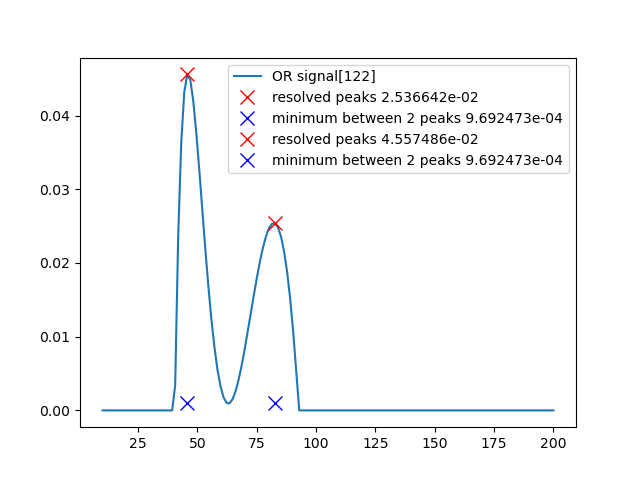 OR signal[122]
resolved peaks 2.536642e-02
minimum between 2 peaks 9.692473e-04
resolved peaks 4.557486e-02
minimum between 2 peaks 9.692473e-04
0.04
0.03
0.02
0.01
0.00
25 50 75 100 125 150 175 200